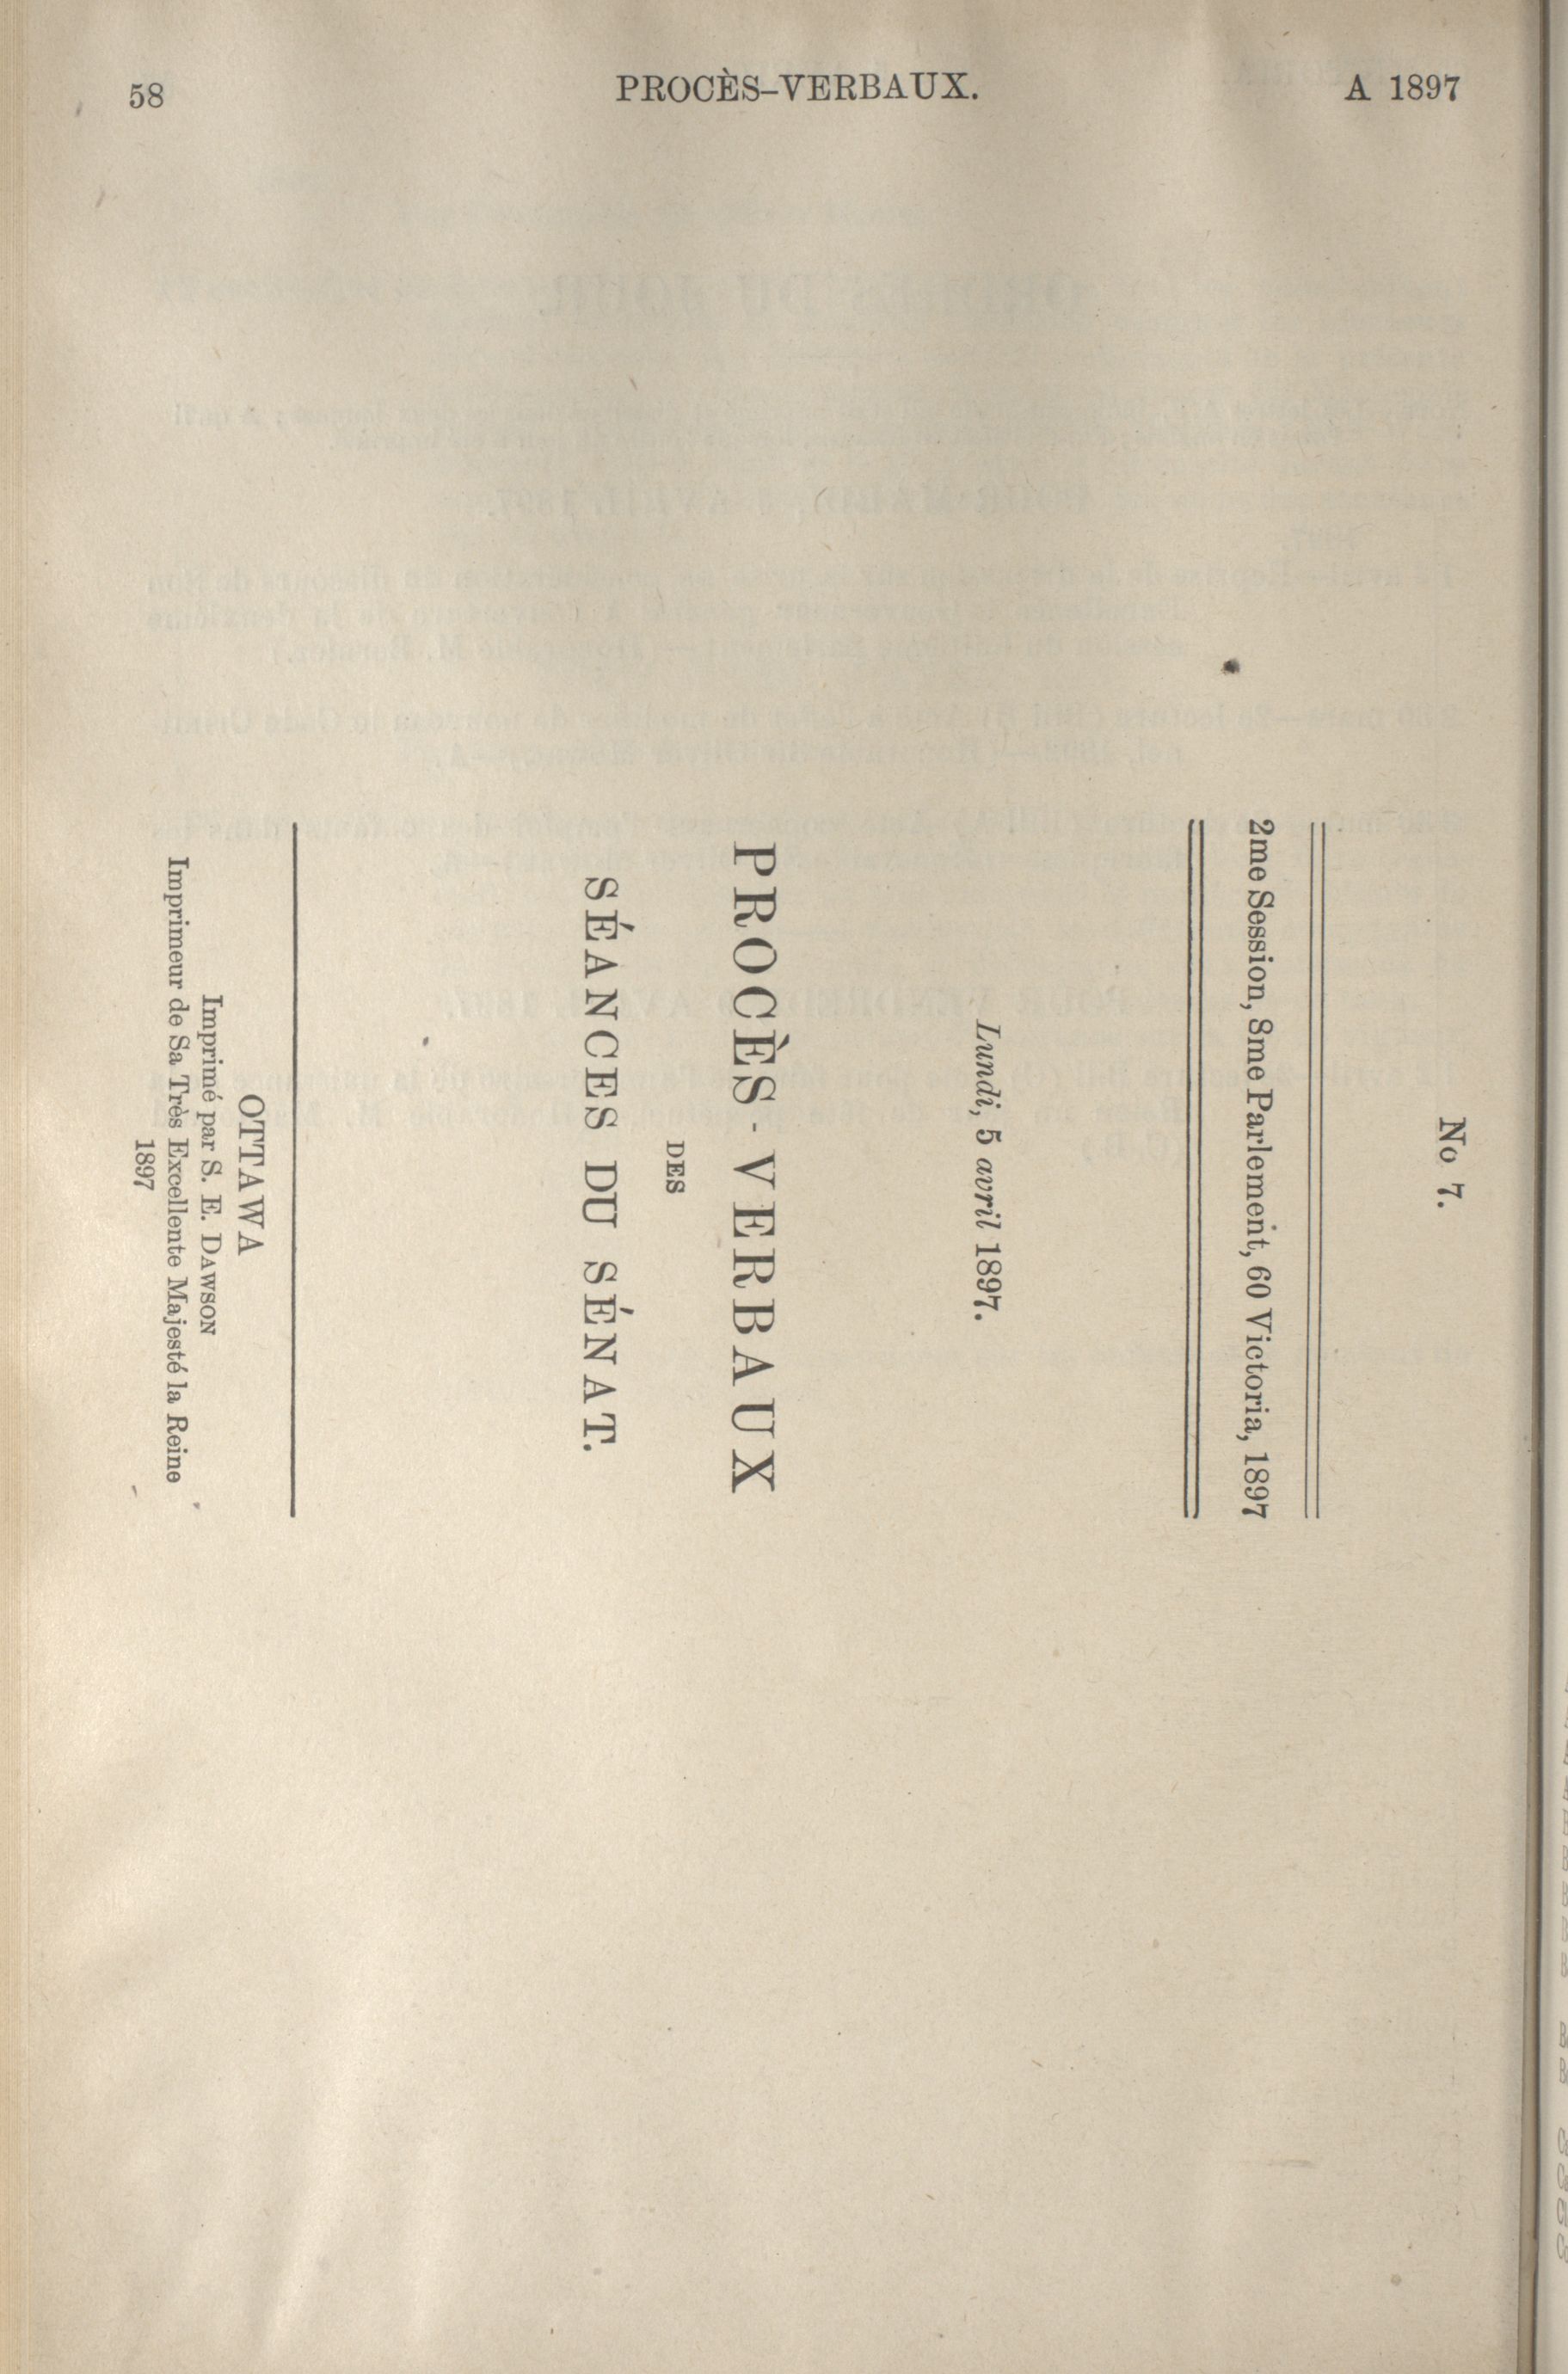 58 PROCÈS-VERBAUX. A 1897
No 7.
2me Session, 8me Parlement, 60 Victoria, 1897
Lundi, 5 avril 1897.
PROCÈS-VERBAUX
DES
SÉANCES DU SÉNAT.
OTTAWA
Imprimé par S. E. DAWSON
Imprimeur de Sa Très Excellente Majesté la Reine
1897